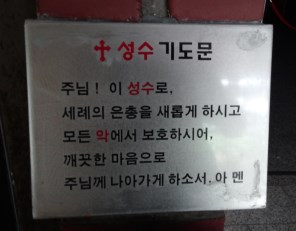 ✝ 성수 기도문
주님 ! 이 성수로,
세례의 은총을 새롭게 하시고
모든 악에서 보호하시어,
깨끗한 마음으로
주님께 나아가게 하소서. 아 멘